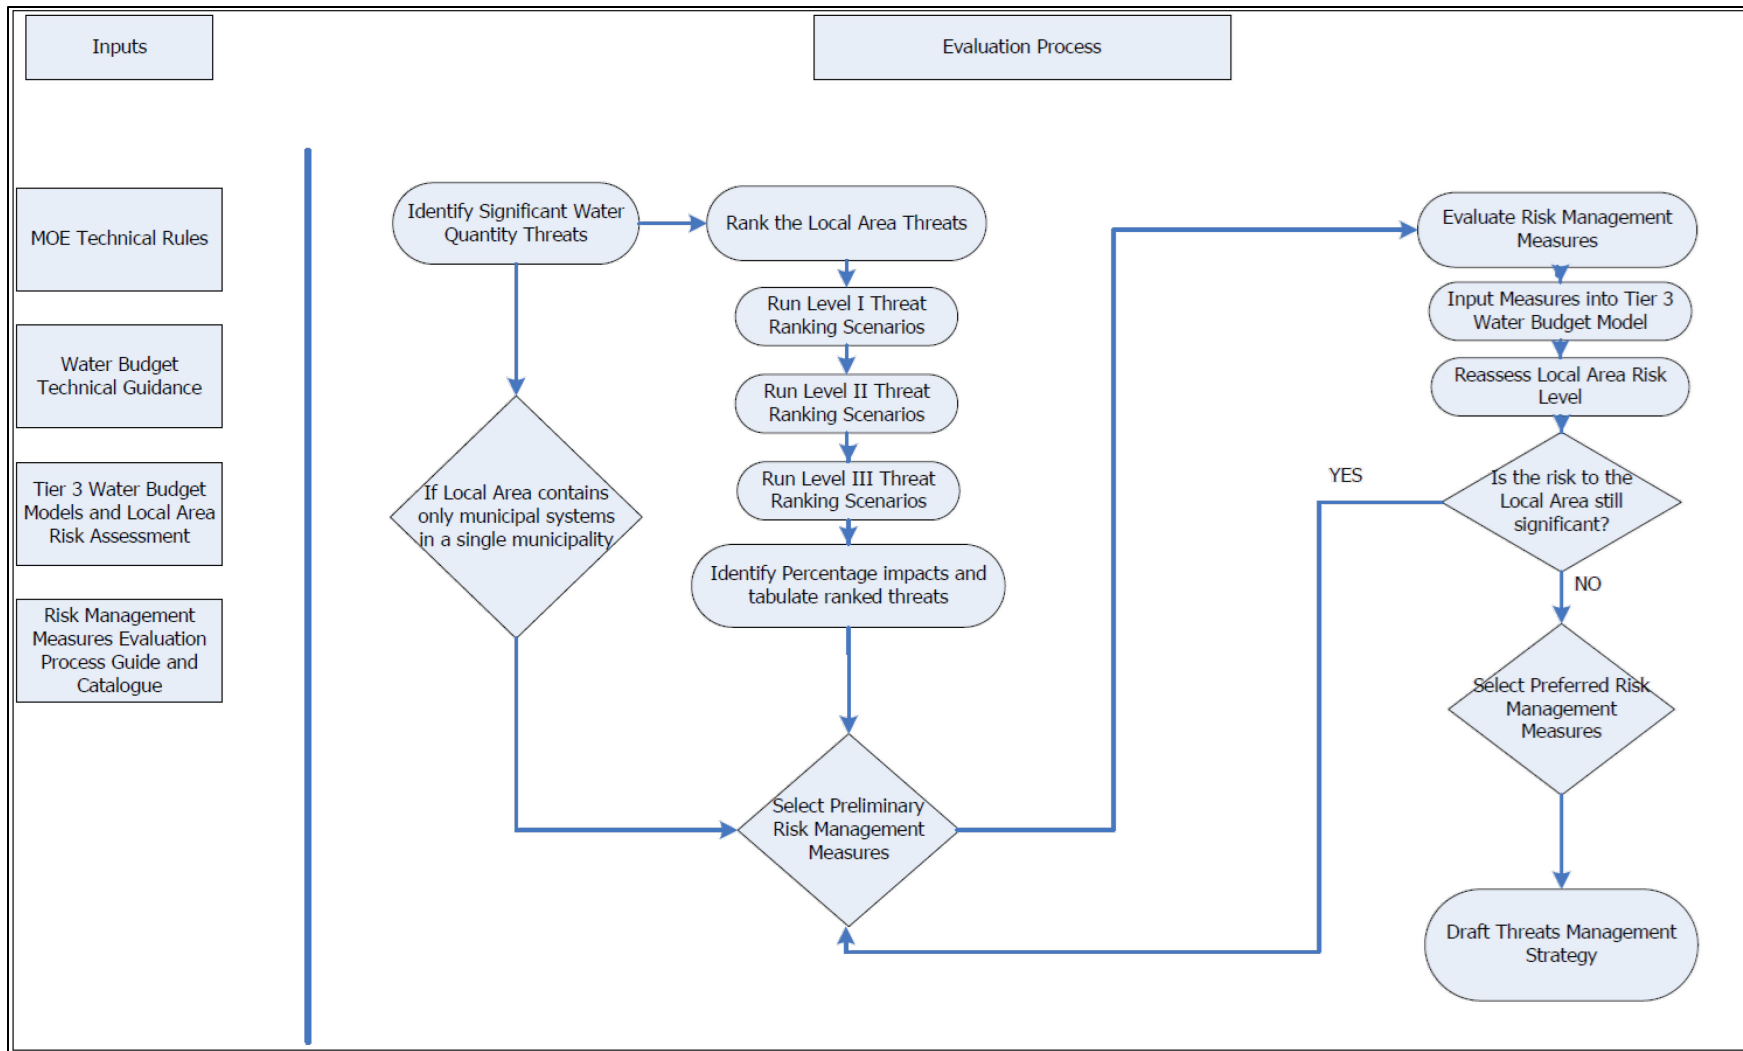 Inputs
Evaluation Process
MOE Technical Rules
Water Budget
Technical Guidance
Tier 3 Water Budget
Models and Local Area
Risk Assessment
Risk Management
Measures Evaluation
Process Guide and
Catalogue
Identify Significant Water
Quantity Threats
If Local Area contains
only municipal systems
in a single municipality
Rank the Local Area Threats
Run Level I Threat
Ranking Scenarios
Run Level II Threat
Ranking Scenarios
Run Level III Threat
Ranking Scenarios
Identify Percentage impacts and
tabulate ranked threats
Select Preliminary
Risk Management
Measures
Evaluate Risk Management
Measures
Input Measures into Tier 3
Water Budget Model
Reassess Local Area Risk
Level
YES
Is the risk to the
Local Area still
significant?
NO
Select Preferred Risk
Management
Measures
Draft Threats Management
Strategy